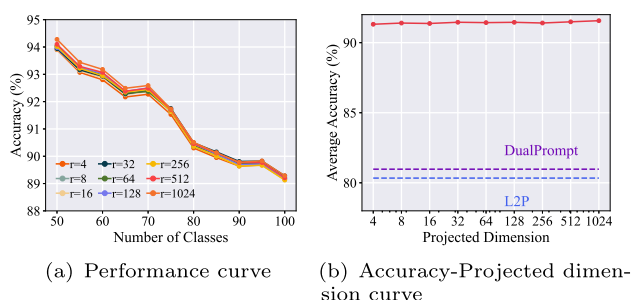 95
94
93
92
91
90
89
88
Accuracy (%)
r=4 r=32 r=256
r=8 r=64 r=512
r=16 r=128 r=1024
50 60 70 80 90 100
Number of Classes
(a) Performance curve
90
85
80
Average Accuracy (%)
DualPrompt
L2P
4 8 16 32 64 128 256 512 1024
Projected Dimension
(b) Accuracy-Projected dimen-
sion curve